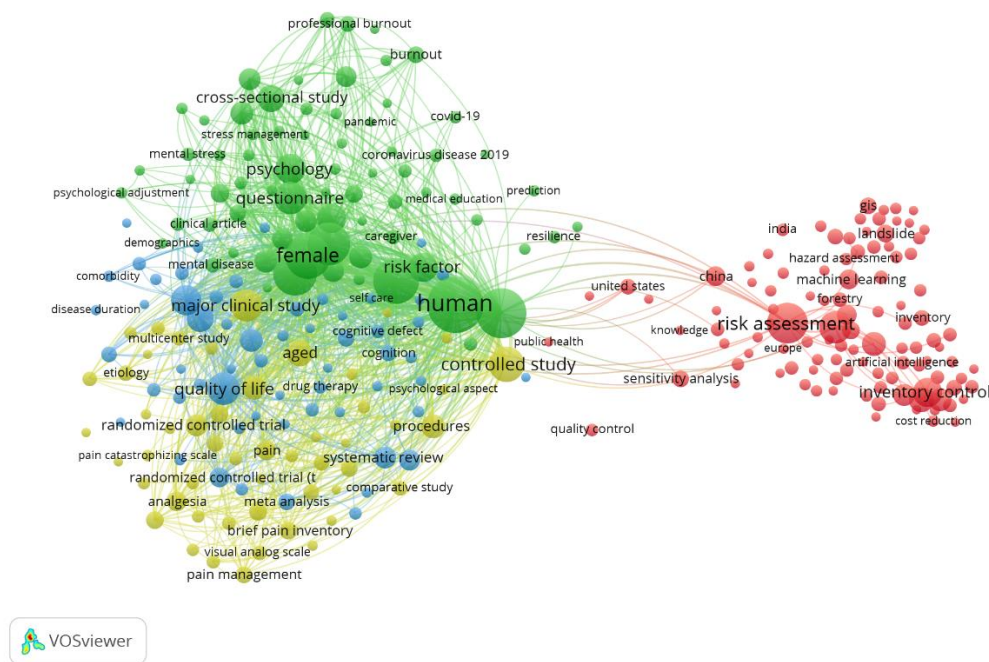 professional burnout
burnout
cross-sectional study
covid-19
pandemic
stress management
mental stress
coronavirus disease 2019
psychology
psychological adjustment
questionnaire
medical education
prediction
gis
clinical article
india
landslide
caregiver
resilience
demographics
female
hazard assessment
mental disease
risk factor
comorbidity
china
machine learning
united states
self care
forestry
disease duration
major clinical study
human
inventory
risk assessment
cognitive defect
knowledge
multicenter study
public health
europe
aged
cognition
artificial intelligence
etiology
controlled study
drug therapy
sensitivity analysis
quality of life
psychological aspect
inventory control
cost reduction
randomized controlled trial
procedures
quality control
pain
pain catastrophizing scale
systematic review
randomized controlled trial (t
comparative study
analgesia
meta analysis
brief pain inventory
visual analog scale
pain management
VOSviewer